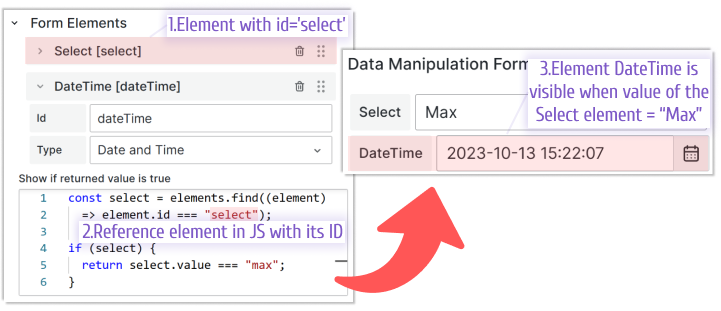 Form Elements
1.Element with id='select'
Select [select]
DateTime [dateTime]
Id
dateTime
Type
Date and Time
Show if returned value is true
1 const select = elements.find((element)
2 => element.id === "select");
3
2.Reference element in JS with its ID
4 if (select) {
5 return select.value === "max";
6 }
Data Manipulation Form
3.Element DateTime is
visible when value of the
Select element = “Max”
Select
Max
DateTime
2023-10-13 15:22:07